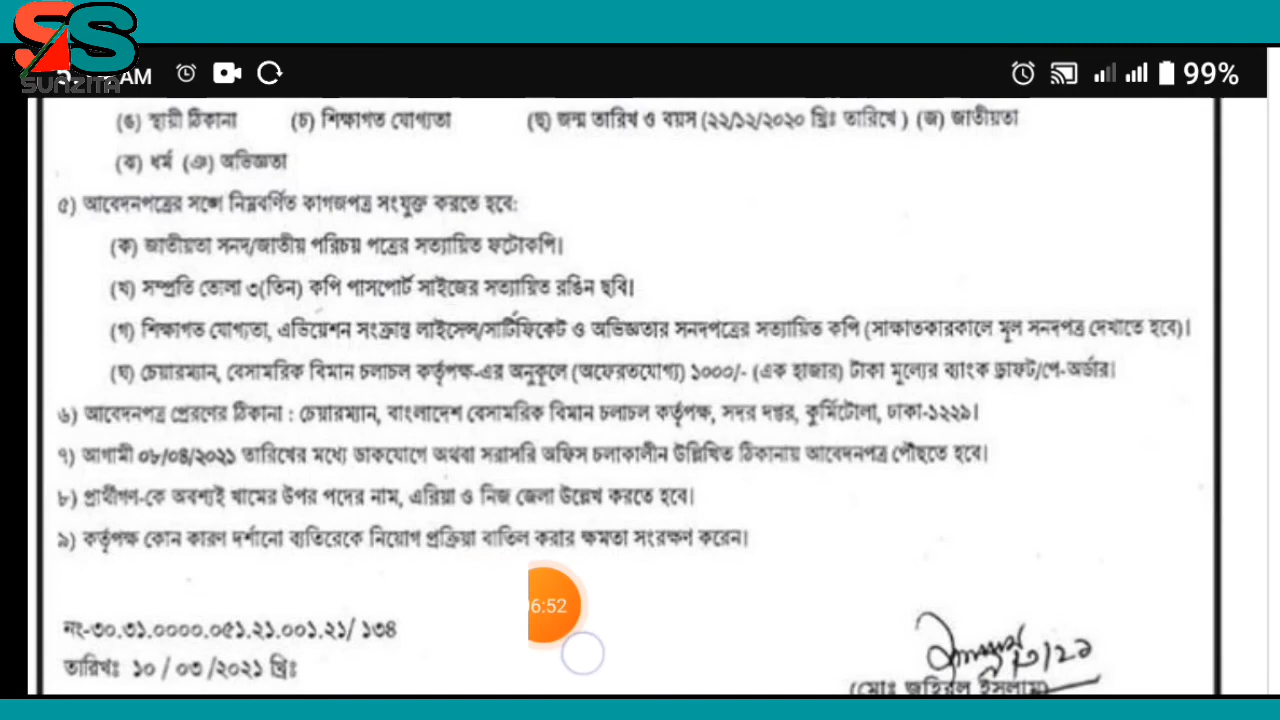 SS
SUNZITA
AM
99%
(ঙ) স্থায়ী ঠিকানা (চ) শিক্ষাগত যোগ্যতা (ছ) জন্ম তারিখ ও বয়স (২২/১২/২০২০ খ্রিঃ তারিখে ) (জ) জাতীয়তা
(ঝ) ধর্ম (ঞ) অভিজ্ঞতা
৫) আবেদনপত্রের সঙ্গে নিম্নবর্ণিত কাগজপত্র সংযুক্ত করতে হবে:
(ক) জাতীয়তা সনদ/জাতীয় পরিচয় পত্রের সত্যায়িত ফটোকপি।
(খ) সম্প্রতি তোলা ৩(তিন) কপি পাসপোর্ট সাইজের সত্যায়িত রঙিন ছবি।
(গ) শিক্ষাগত যোগ্যতা, এভিয়েশন সংক্রান্ত লাইসেন্স/সার্টিফিকেট ও অভিজ্ঞতার সনদপত্রের সত্যায়িত কপি (সাক্ষাতকারকালে মূল সনদপত্র দেখাতে হবে)।
(ঘ) চেয়ারম্যান, বেসামরিক বিমান চলাচল কর্তৃপক্ষ-এর অনুকূলে (অফেরতযোগ্য) ১০০০/- (এক হাজার) টাকা মূল্যের ব্যাংক ড্রাফট/পে-অর্ডার।
৬) আবেদনপত্র প্রেরণের ঠিকানা : চেয়ারম্যান, বাংলাদেশ বেসামরিক বিমান চলাচল কর্তৃপক্ষ, সদর দপ্তর, কুর্মিটোলা, ঢাকা-১২২৯।
৭) আগামী ০৮/০৪/২০২১ তারিখের মধ্যে ডাকযোগে অথবা সরাসরি অফিস চলাকালীন উল্লিখিত ঠিকানায় আবেদনপত্র পৌঁছতে হবে।
৮) প্রার্থীগণ-কে অবশ্যই খামের উপর পদের নাম, এরিয়া ও নিজ জেলা উল্লেখ করতে হবে।
৯) কর্তৃপক্ষ কোন কারণ দর্শানো ব্যতিরেকে নিয়োগ প্রক্রিয়া বাতিল করার ক্ষমতা সংরক্ষণ করেন।
6:52
নং-৩০.৩১.০০০০.০৫১.২১.০০১.২১/ ১৩৪
তারিখঃ ১০ / ০৩ /২০২১ খ্রিঃ
(মোঃ জহিরুল ইসলাম)